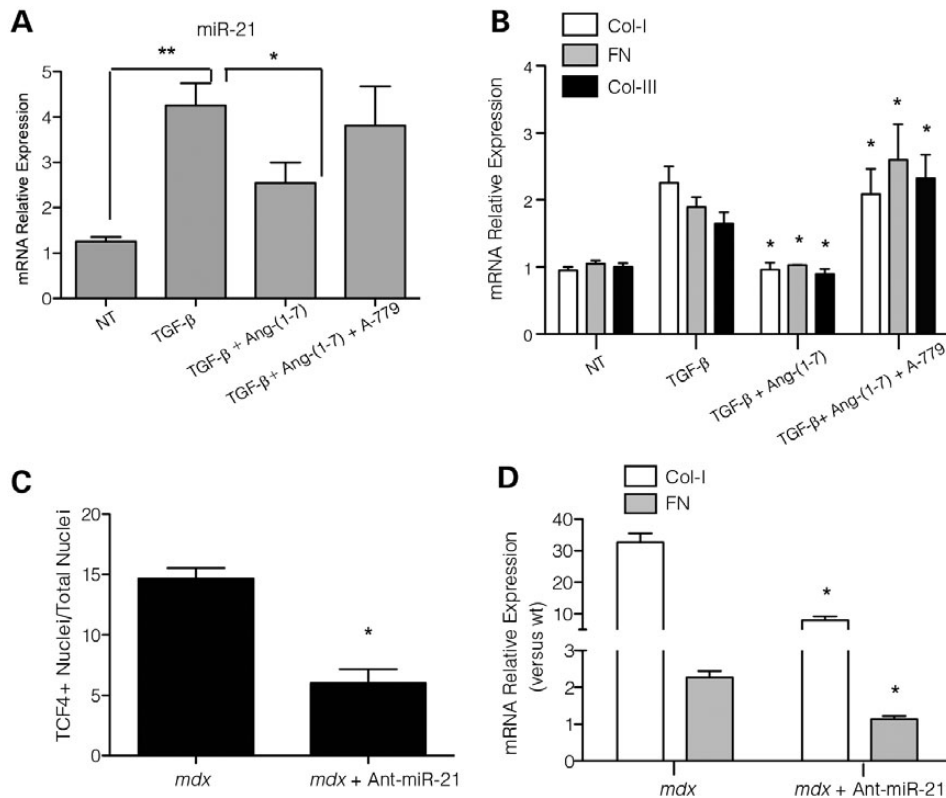 A
miR-21
**
*
mRNA Relative Expression
5
4
3
2
1
0
NT
TGF-β
TGF-β + Ang-(1-7)
TGF-β + Ang-(1-7) + A-779
B
Col-I
FN
Col-III
mRNA Relative Expression
4
3
2
1
0
* * *
* * *
NT
TGF-β
TGF-β + Ang-(1-7)
TGF-β+ Ang-(1-7) + A-779
C
TCF4+ Nuclei/Total Nuclei
20
15
10
5
0
*
mdx
mdx + Ant-miR-21
D
Col-I
FN
mRNA Relative Expression
(versus wt)
40
30
20
10
3
2
1
0
*
*
mdx
mdx + Ant-miR-21